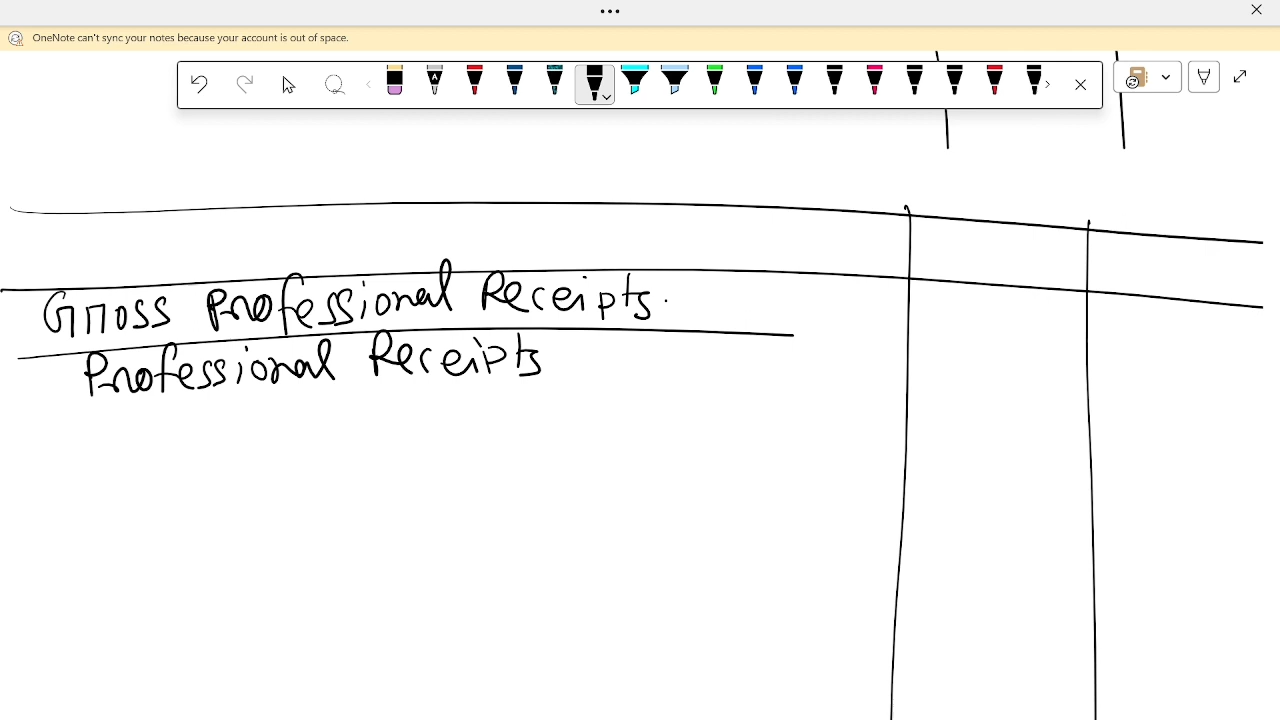 OneNote can't sync your notes because your account is out of space.
A
Gross Professional Receipts.
Professional Receipts